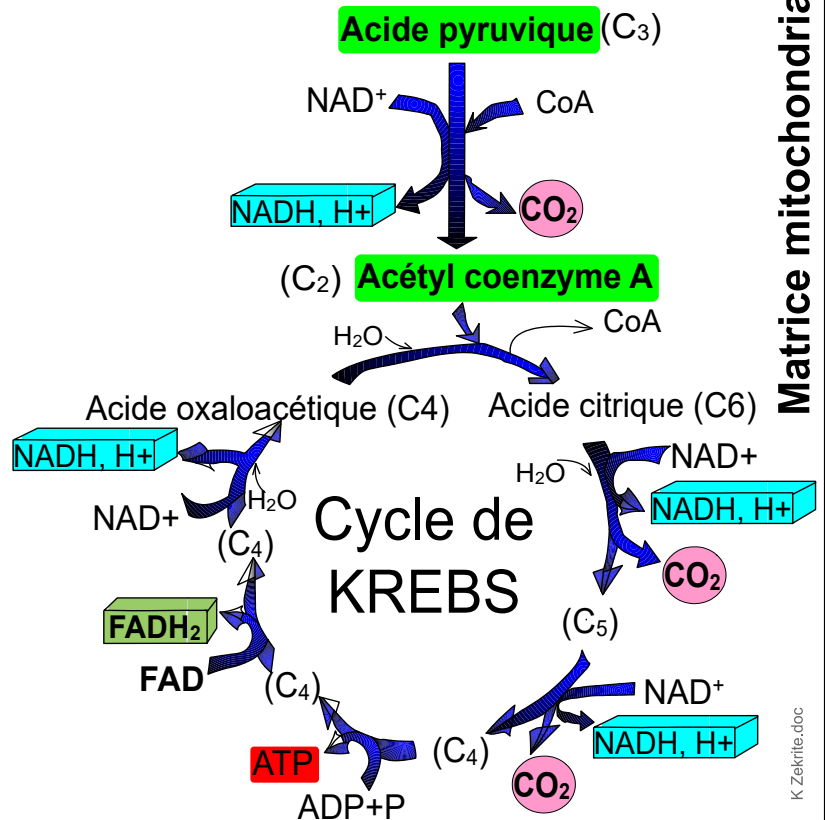 Acide pyruvique (C3)
NAD+
CoA
NADH, H+
CO2
(C2) Acétyl coenzyme A
H2O
CoA
Acide oxaloacétique (C4)
Acide citrique (C6)
NADH, H+
H2O
NAD+
NAD+
H2O
NADH, H+
(C4)
CO2
Cycle de
KREBS
FADH2
FAD
(C5)
(C4)
NAD+
NADH, H+
(C4)
CO2
ATP
ADP+P
Matrice mitochondria
K Zekrite.doc